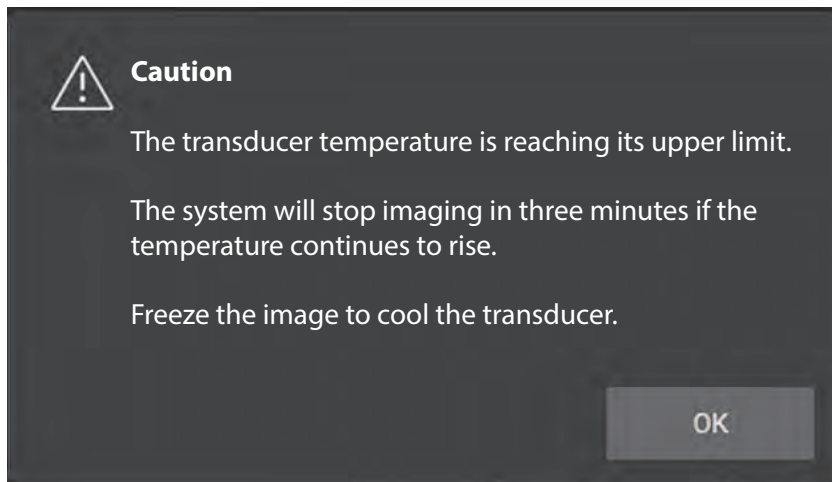 Caution
The transducer temperature is reaching its upper limit.
The system will stop imaging in three minutes if the
temperature continues to rise.
Freeze the image to cool the transducer.
OK